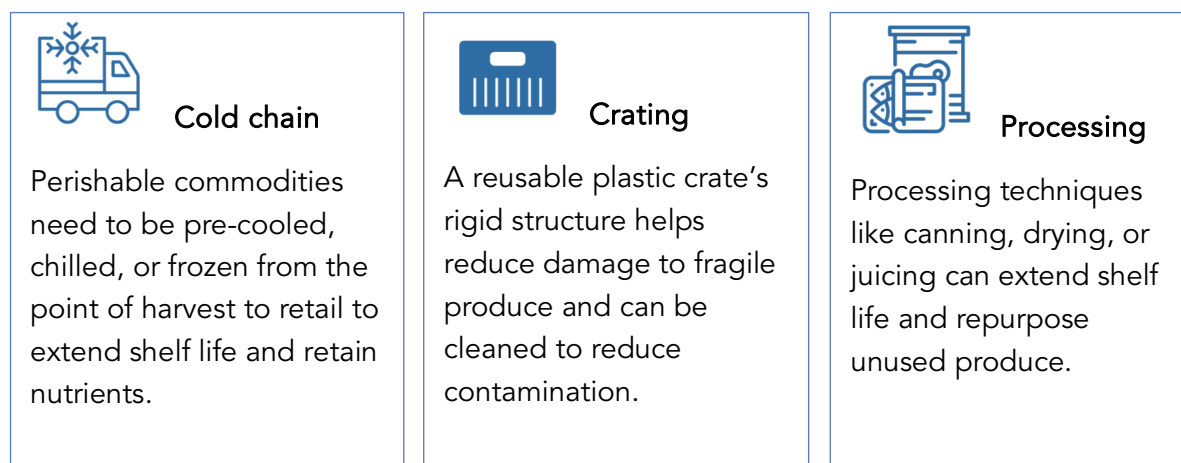 Cold chain
Perishable commodities
need to be pre-cooled,
chilled, or frozen from the
point of harvest to retail to
extend shelf life and retain
nutrients.
Crating
A reusable plastic crate’s
rigid structure helps
reduce damage to fragile
produce and can be
cleaned to reduce
contamination.
Processing
Processing techniques
like canning, drying, or
juicing can extend shelf
life and repurpose
unused produce.